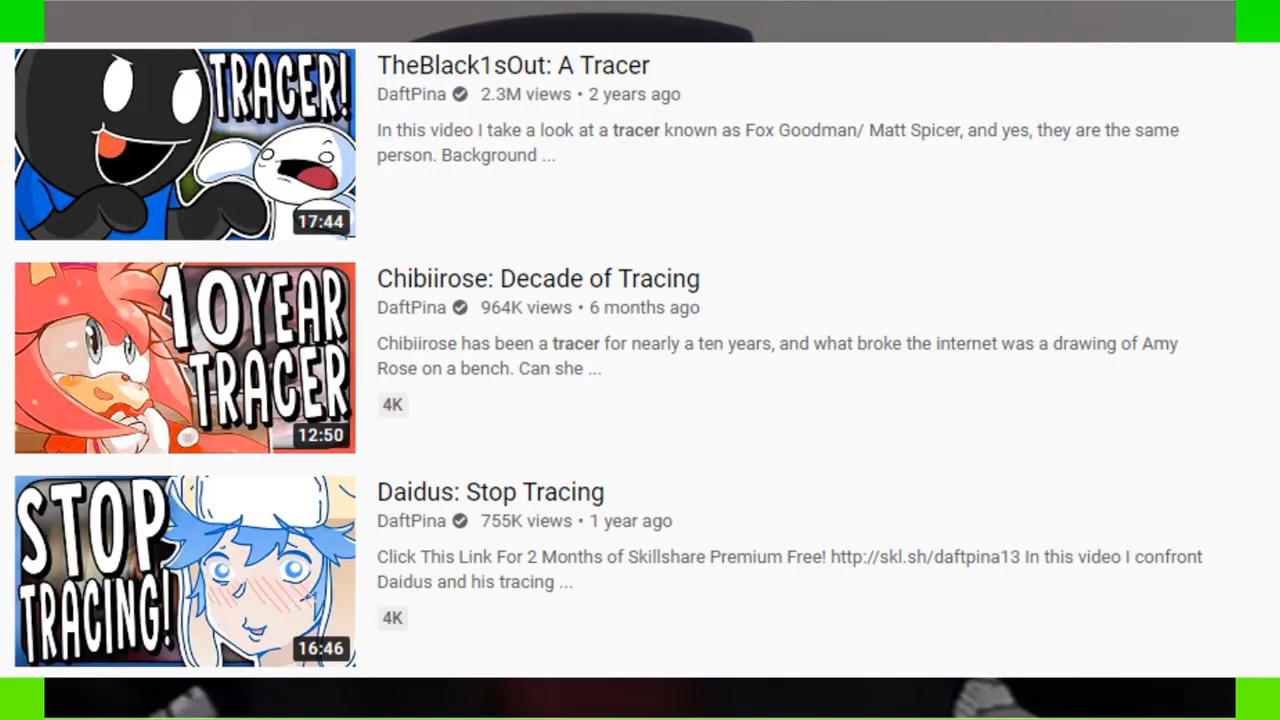 TRACER!
17:44
TheBlack1sOut: A Tracer
DaftPina 2.3M views • 2 years ago
In this video I take a look at a tracer known as Fox Goodman/ Matt Spicer, and yes, they are the same
person. Background ...
10 YEAR
TRACER
12:50
Chibiirose: Decade of Tracing
DaftPina 964K views • 6 months ago
Chibiirose has been a tracer for nearly a ten years, and what broke the internet was a drawing of Amy
Rose on a bench. Can she ...
4K
STOP
TRACING!
16:46
Daidus: Stop Tracing
DaftPina 755K views • 1 year ago
Click This Link For 2 Months of Skillshare Premium Free! http://skl.sh/daftpina13 In this video I confront
Daidus and his tracing ...
4K